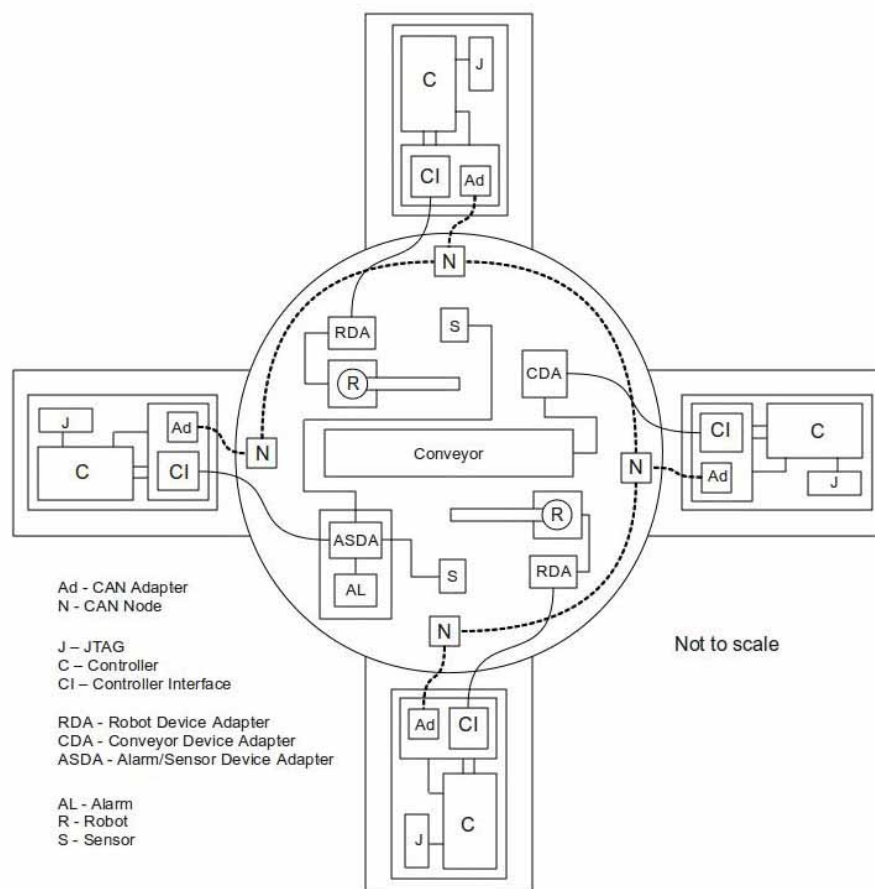 C
J
CI
Ad
N
RDA
S
CDA
R
J
Ad
C
CI
N
Conveyor
N
CI
C
Ad
J
R
ASDA
S
RDA
AL
N
Ad - CAN Adapter
N - CAN Node
J – JTAG
C – Controller
CI – Controller Interface
RDA - Robot Device Adapter
CDA - Conveyor Device Adapter
ASDA - Alarm/Sensor Device Adapter
AL - Alarm
R - Robot
S - Sensor
Not to scale
Ad
CI
C
J